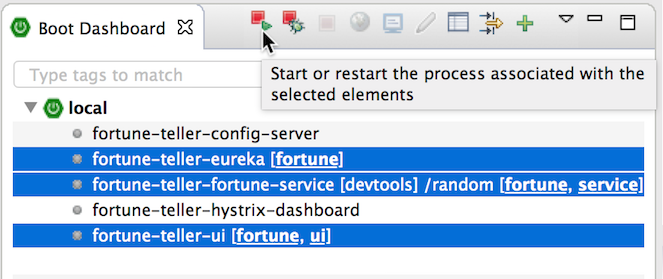 Boot Dashboard
Type tags to match
Start or restart the process associated with the
selected elements
local
fortune-teller-config-server
fortune-teller-eureka [fortune]
fortune-teller-fortune-service [devtools] /random [fortune, service]
fortune-teller-hystrix-dashboard
fortune-teller-ui [fortune, ui]